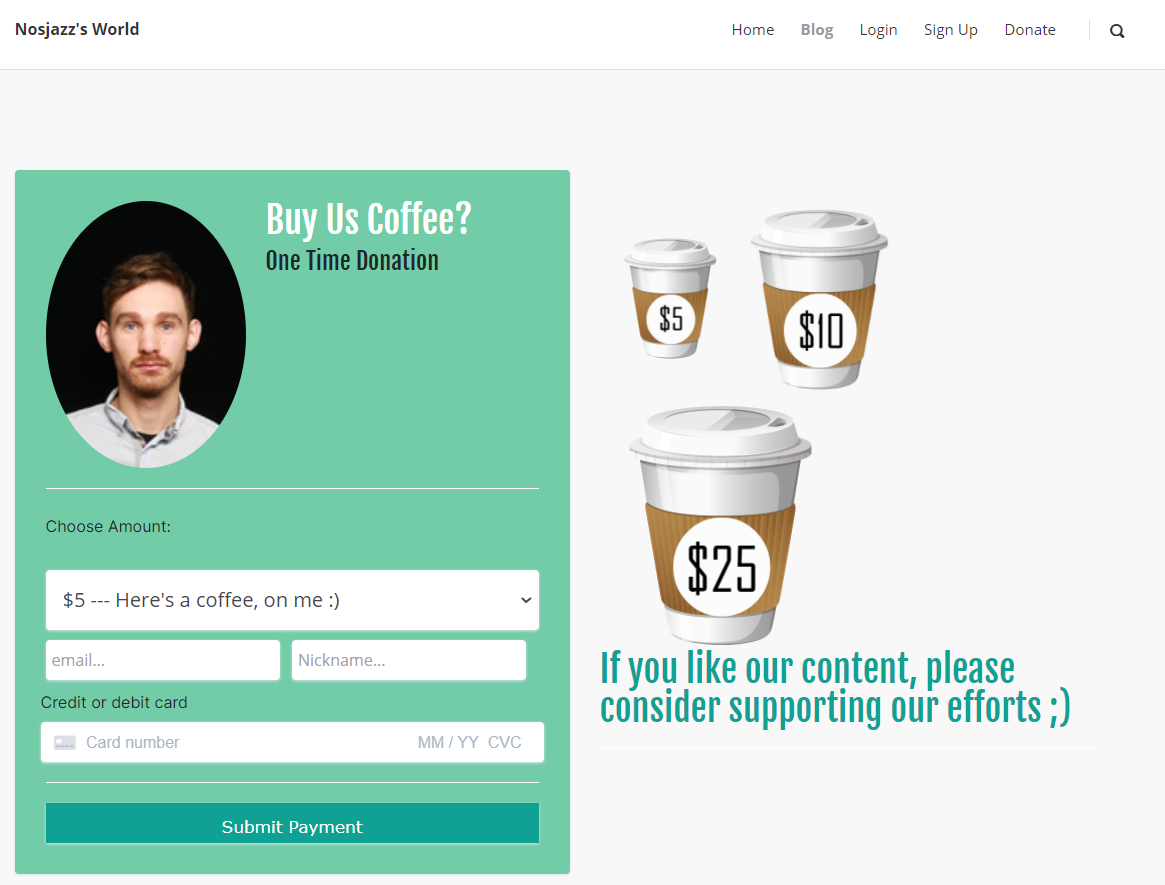 Nosjazz's World
Home Blog Login Sign Up Donate
Buy Us Coffee?
One Time Donation
Choose Amount:
$5 --- Here's a coffee, on me :)
email...
Nickname...
Credit or debit card
Card number MM / YY CVC
Submit Payment
$5
$10
$25
If you like our content, please
consider supporting our efforts ;)